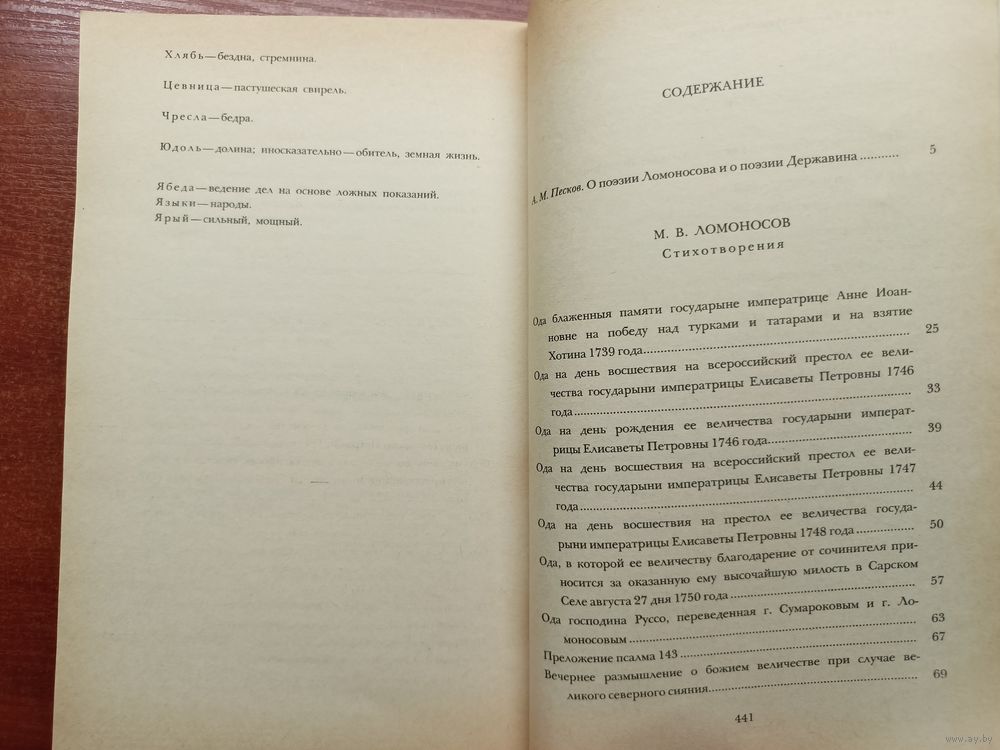 Хлябь—бездна, стремнина.
Цевница—пастушеская свирель.
Чресла—бедра.
Юдоль—долина; иносказательно—обитель, земная жизнь.
Ябеда—ведение дел на основе ложных показаний.
Языки—народы.
Ярый—сильный, мощный.
СОДЕРЖАНИЕ
А. М. Песков. О поэзии Ломоносова и о поэзии Державина .......... 5
М. В. ЛОМОНОСОВ
Стихотворения
Ода блаженныя памяти государыне императрице Анне Иоан-
новне на победу над турками и татарами и на взятие
Хотина 1739 года.......... 25
Ода на день восшествия на всероссийский престол ее вели-
чества государыни императрицы Елисаветы Петровны 1746
года.......... 33
Ода на день рождения ее величества государыни императ-
рицы Елисаветы Петровны 1746 года.......... 39
Ода на день восшествия на всероссийский престол ее вели-
чества государыни императрицы Елисаветы Петровны 1747
года.......... 44
Ода на день восшествия на престол ее величества госуда-
рыни императрицы Елисаветы Петровны 1748 года .......... 50
Ода, в которой ее величеству благодарение от сочинителя при-
носится за оказанную ему высочайшую милость в Сарском
Селе августа 27 дня 1750 года .......... 57
Ода господина Руссо, переведенная г. Сумароковым и г. Ло-
моносовым .......... 63
Преложение псалма 143 .......... 67
Вечернее размышление о божием величестве при случае ве-
ликого северного сияния.......... 69
441
www.ay.by